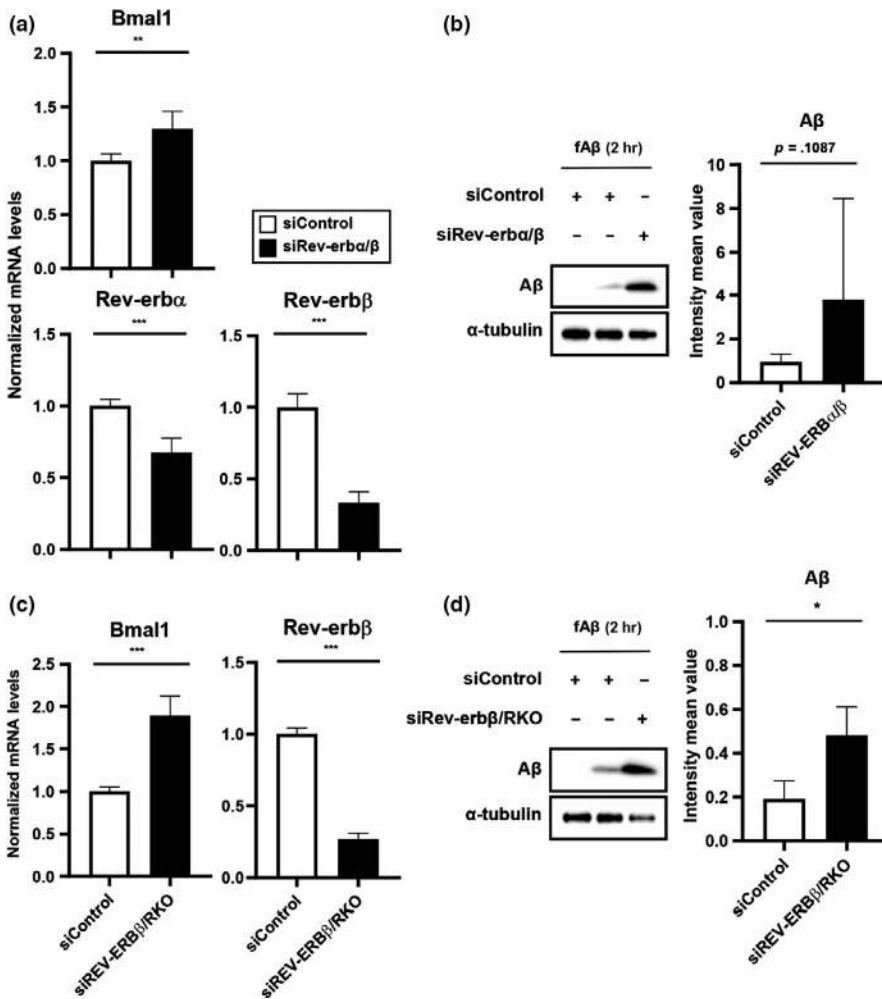 (a)
Bmal1
**
2.0
1.5
1.0
0.5
0.0
siControl
siRev-erbα/β
Normalized mRNA levels
Rev-erbα
***
1.5
1.0
0.5
0.0
Rev-erbβ
***
1.5
1.0
0.5
0.0
(b)
fAβ (2 hr)
siControl + + –
siRev-erbα/β – – +
Aβ
α-tubulin
Aβ
p = .1087
Intensity mean value
10
8
6
4
2
0
siControl
siREV-ERBα/β
(c)
Bmal1
***
Normalized mRNA levels
2.5
2.0
1.5
1.0
0.5
0.0
siControl
siREV-ERBβ/RKO
Rev-erbβ
***
1.5
1.0
0.5
0.0
siControl
siREV-ERBβ/RKO
(d)
fAβ (2 hr)
siControl + + –
siRev-erbβ/RKO – – +
Aβ
α-tubulin
Aβ
*
Intensity mean value
1.0
0.8
0.6
0.4
0.2
0.0
siControl
siREV-ERBβ/RKO